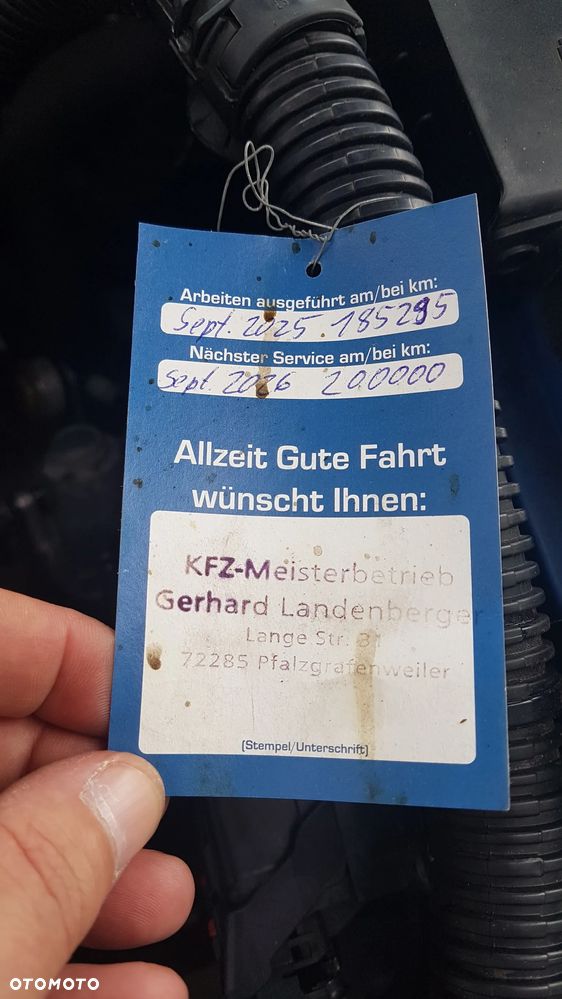 Arbeiten ausgeführt am/bei km:
Sept. 2025. 185295
Nächster Service am/bei km:
Sept. 2026 200000
Allzeit Gute Fahrt
wünscht Ihnen:
KFZ-Meisterbetrieb
Gerhard Landenberger
Lange Str. 31
72285 Pfalzgrafenweiler
(Stempel/Unterschrift)
OTOMOTO